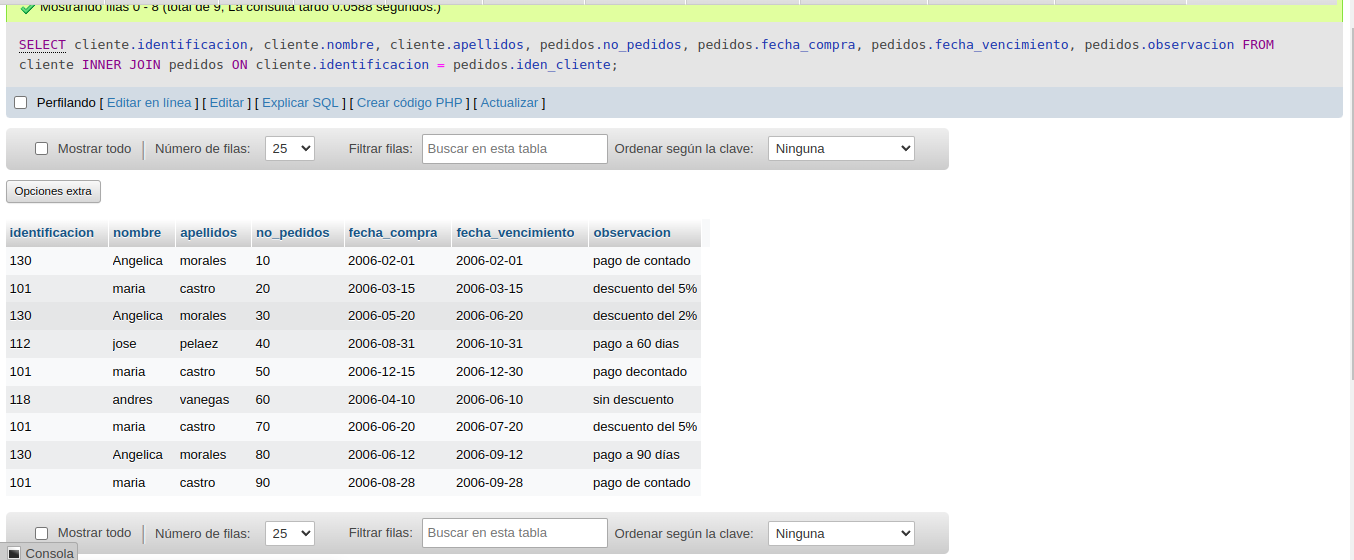 Mostrando filas 0 - 8 (total de 9, La consulta tardó 0.0588 segundos.)
SELECT cliente.identificacion, cliente.nombre, cliente.apellidos, pedidos.no_pedidos, pedidos.fecha_compra, pedidos.fecha_vencimiento, pedidos.observacion FROM
cliente INNER JOIN pedidos ON cliente.identificacion = pedidos.iden_cliente;
Perfilando [ Editar en línea ] [ Editar ] [ Explicar SQL ] [ Crear código PHP ] [ Actualizar ]
Mostrar todo Número de filas: 25 Filtrar filas: Buscar en esta tabla Ordenar según la clave: Ninguna
Opciones extra
identificacion nombre apellidos no_pedidos fecha_compra fecha_vencimiento observacion
130 Angelica morales 10 2006-02-01 2006-02-01 pago de contado
101 maria castro 20 2006-03-15 2006-03-15 descuento del 5%
130 Angelica morales 30 2006-05-20 2006-06-20 descuento del 2%
112 jose pelaez 40 2006-08-31 2006-10-31 pago a 60 dias
101 maria castro 50 2006-12-15 2006-12-30 pago decontado
118 andres vanegas 60 2006-04-10 2006-06-10 sin descuento
101 maria castro 70 2006-06-20 2006-07-20 descuento del 5%
130 Angelica morales 80 2006-06-12 2006-09-12 pago a 90 días
101 maria castro 90 2006-08-28 2006-09-28 pago de contado
Mostrar todo Número de filas: 25 Filtrar filas: Buscar en esta tabla Ordenar según la clave: Ninguna
Consola